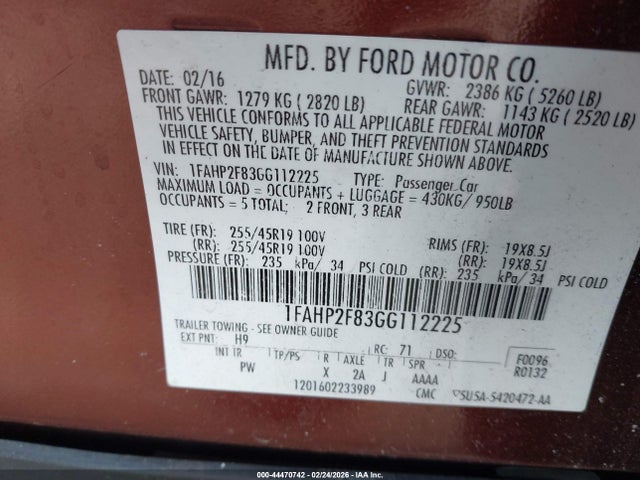 MFD. BY FORD MOTOR CO.
DATE: 02/16 GVWR: 2386 KG ( 5260 LB)
FRONT GAWR: 1279 KG ( 2820 LB) REAR GAWR: 1143 KG ( 2520 LB)
THIS VEHICLE CONFORMS TO ALL APPLICABLE FEDERAL MOTOR
VEHICLE SAFETY, BUMPER, AND THEFT PREVENTION STANDARDS
IN EFFECT ON THE DATE OF MANUFACTURE SHOWN ABOVE.
VIN: 1FAHP2F83GG112225 TYPE: Passenger Car
MAXIMUM LOAD = OCCUPANTS + LUGGAGE = 430KG/ 950LB
OCCUPANTS = 5 TOTAL; 2 FRONT, 3 REAR
TIRE (FR): 255/45R19 100V RIMS (FR): 19X8.5J
(RR): 255/45R19 100V (RR): 19X8.5J
PRESSURE (FR): 235 kPa/ 34 PSI COLD (RR): 235 kPa/ 34 PSI COLD
1FAHP2F83GG112225
TRAILER TOWING - SEE OWNER GUIDE
EXT PNT: H9 RC: 71 DSO: F0096
INT TR TP/PS R AXLE TR SPR R0132
PW X 2A J AAAA
1201602233989 CMC 5U5A-5420472-AA
000-44470742 - 02/24/2026 - IAA Inc.